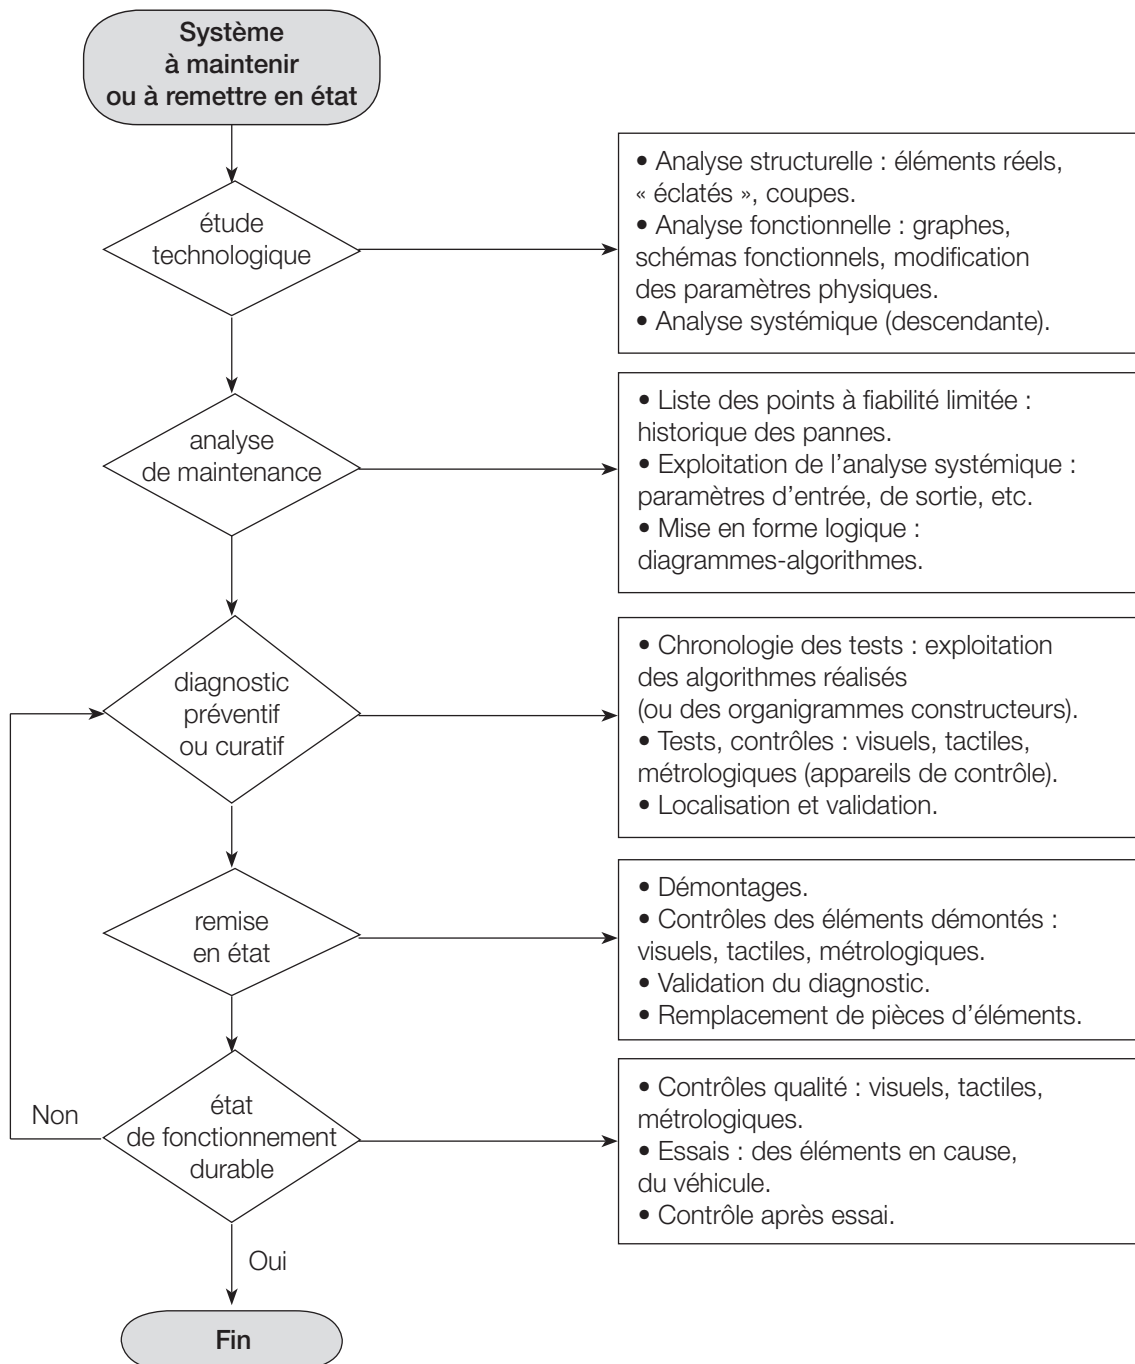 Système
à maintenir
ou à remettre en état
étude
technologique
• Analyse structurelle : éléments réels,
« éclatés », coupes.
• Analyse fonctionnelle : graphes,
schémas fonctionnels, modification
des paramètres physiques.
• Analyse systémique (descendante).
analyse
de maintenance
• Liste des points à fiabilité limitée :
historique des pannes.
• Exploitation de l’analyse systémique :
paramètres d’entrée, de sortie, etc.
• Mise en forme logique :
diagrammes-algorithmes.
diagnostic
préventif
ou curatif
• Chronologie des tests : exploitation
des algorithmes réalisés
(ou des organigrammes constructeurs).
• Tests, contrôles : visuels, tactiles,
métrologiques (appareils de contrôle).
• Localisation et validation.
remise
en état
• Démontages.
• Contrôles des éléments démontés :
visuels, tactiles, métrologiques.
• Validation du diagnostic.
• Remplacement de pièces d’éléments.
Non
état
de fonctionnement
durable
• Contrôles qualité : visuels, tactiles,
métrologiques.
• Essais : des éléments en cause,
du véhicule.
• Contrôle après essai.
Oui
Fin